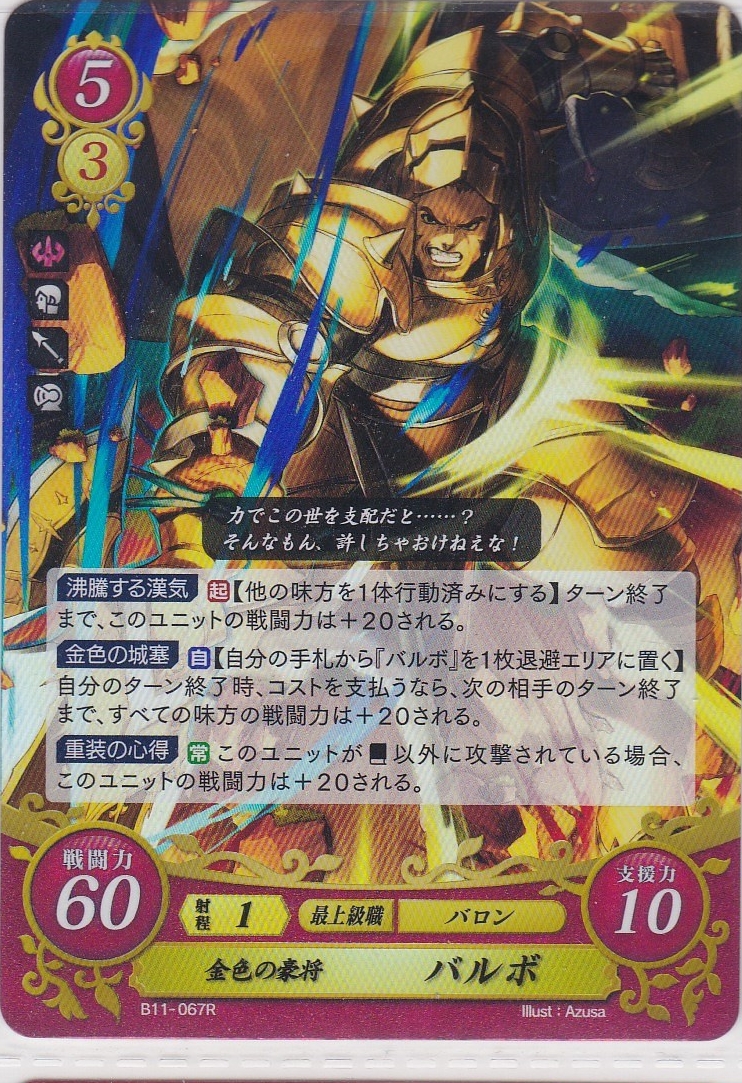 5
3
力でこの世を支配だと……？
そんなもん、許しちゃおけねえな！
沸騰する漢気 起【他の味方を1体行動済みにする】ターン終了
まで、このユニットの戦闘力は＋20される。
金色の城塞 自【自分の手札から『バルボ』を1枚退避エリアに置く】
自分のターン終了時、コストを支払うなら、次の相手のターン終了
まで、すべての味方の戦闘力は＋20される。
重装の心得 常 このユニットが以外に攻撃されている場合、
このユニットの戦闘力は＋20される。
戦闘力
60
射程 1
最上級職
バロン
支援力
10
金色の豪将 バルボ
B11-067R
Illust：Azusa